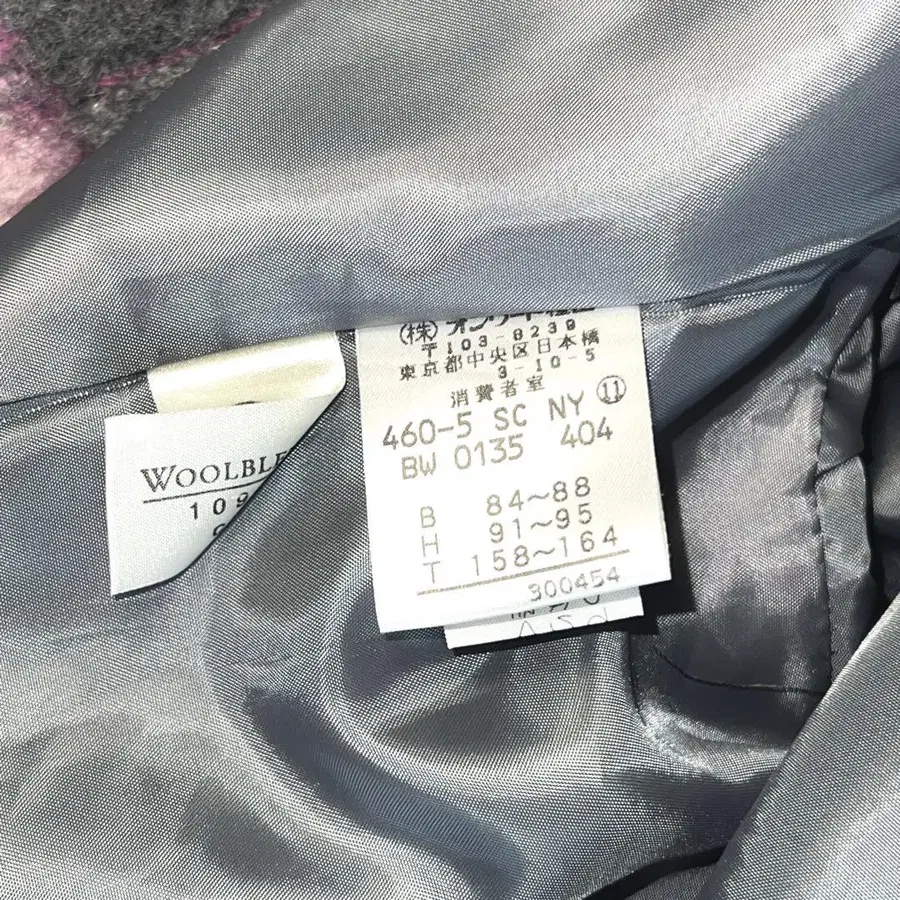 (株)オンワード樫山
〒103-8239
東京都中央区日本橋
3-10-5
消費者室
460-5 SC NY ⑪
BW 0135 404
B 84~88
H 91~95
T 158~164
300454
WOOLBLE
109